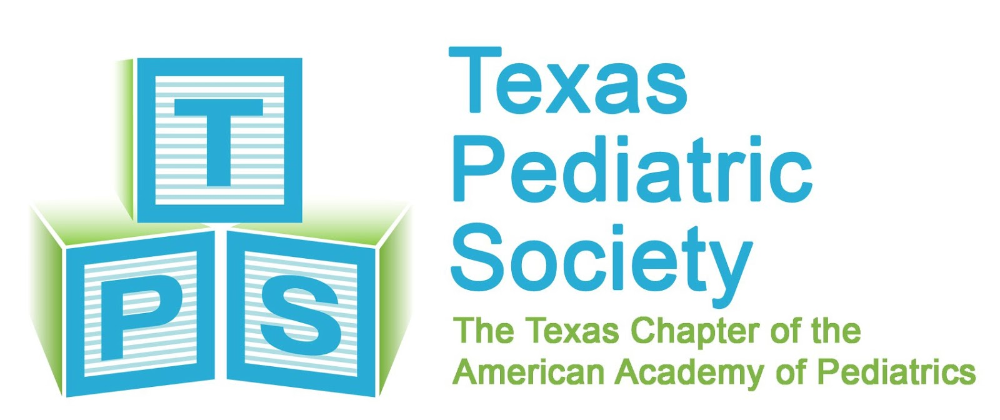 T
P S
Texas
Pediatric
Society
The Texas Chapter of the
American Academy of Pediatrics